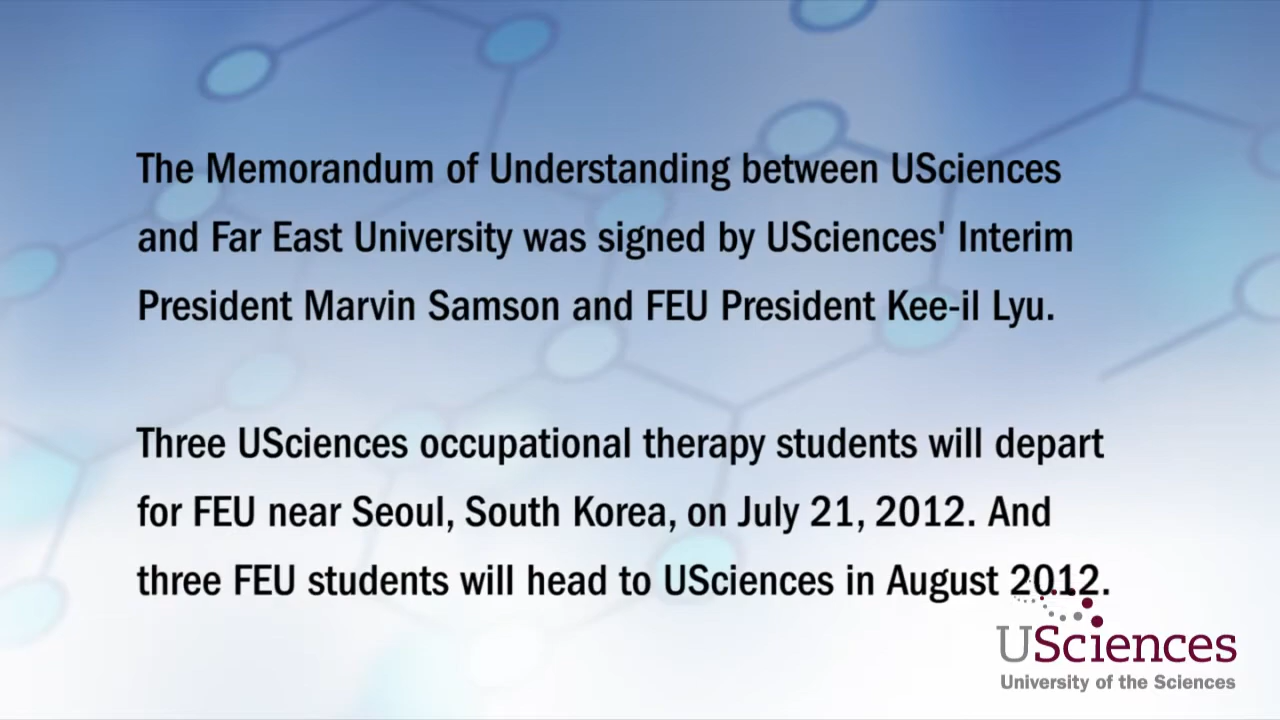 The Memorandum of Understanding between USciences
and Far East University was signed by USciences' Interim
President Marvin Samson and FEU President Kee-il Lyu.
Three USciences occupational therapy students will depart
for FEU near Seoul, South Korea, on July 21, 2012. And
three FEU students will head to USciences in August 2012.
USciences
University of the Sciences